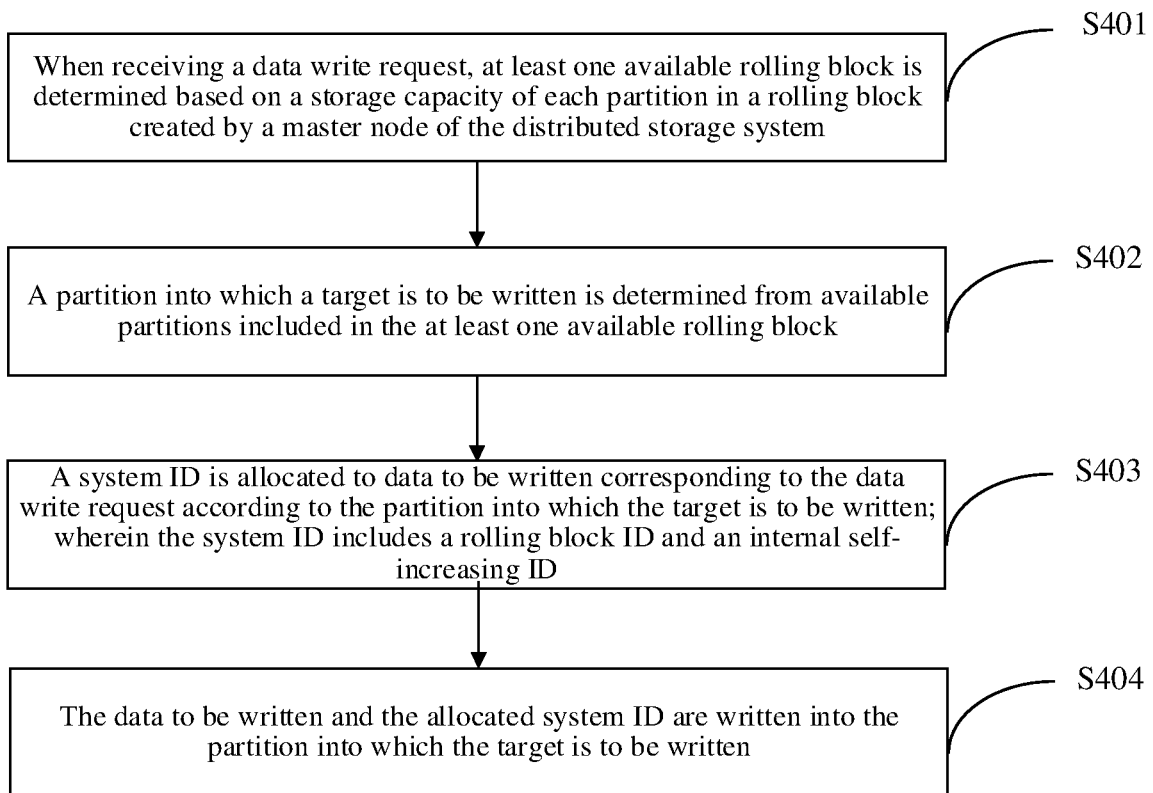 S401
When receiving a data write request, at least one available rolling block is
determined based on a storage capacity of each partition in a rolling block
created by a master node of the distributed storage system
S402
A partition into which a target is to be written is determined from available
partitions included in the at least one available rolling block
S403
A system ID is allocated to data to be written corresponding to the data
write request according to the partition into which the target is to be written;
wherein the system ID includes a rolling block ID and an internal self-
increasing ID
S404
The data to be written and the allocated system ID are written into the
partition into which the target is to be written